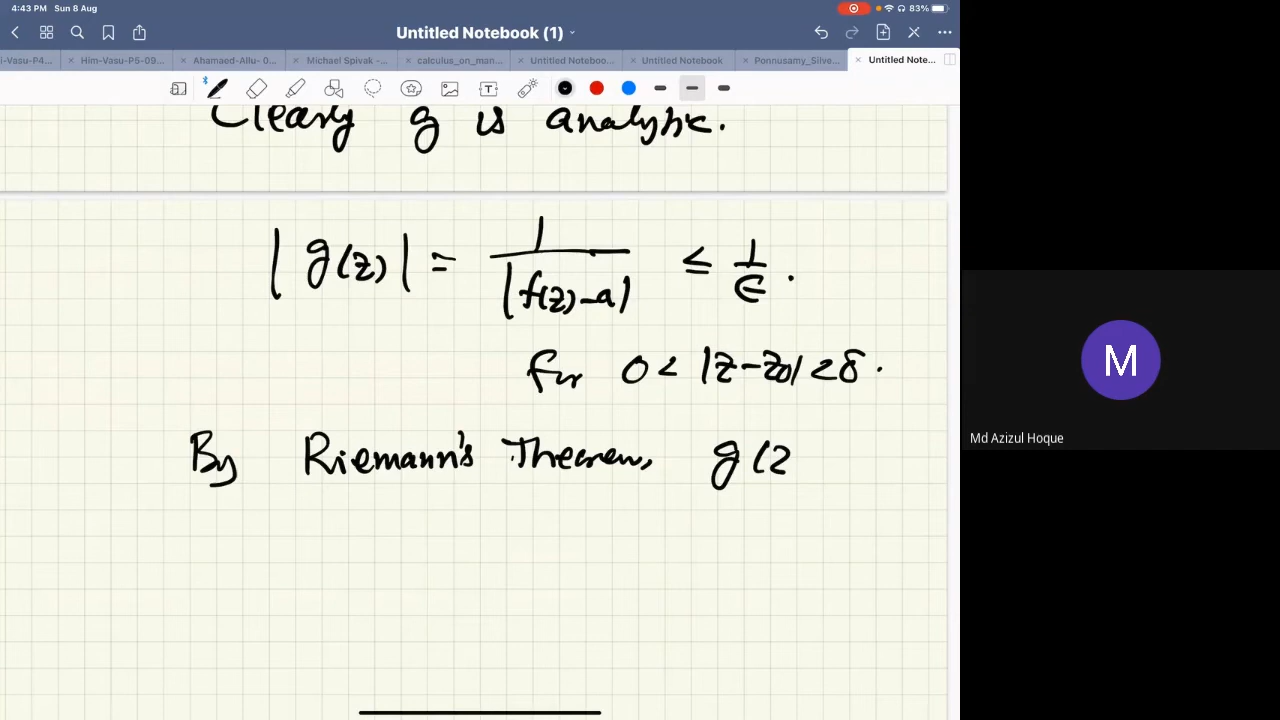 4:43 PM Sun 8 Aug
83%
Untitled Notebook (1)
i-Vasu-P4...
Him-Vasu-P5-09...
Ahamaod-Allu- 0...
Michael Spivak -...
calculus_on_man...
Untitled Noteboo...
Untitled Notebook
Ponnusamy_Silve...
Untitled Note...
Clearly g is analytic.
|g(z)| = 1/|f(z)-a| ≤ 1/ϵ.
for 0 < |z-z0| < δ.
By Riemann's Theorem, g(z
M
Md Azizul Hoque